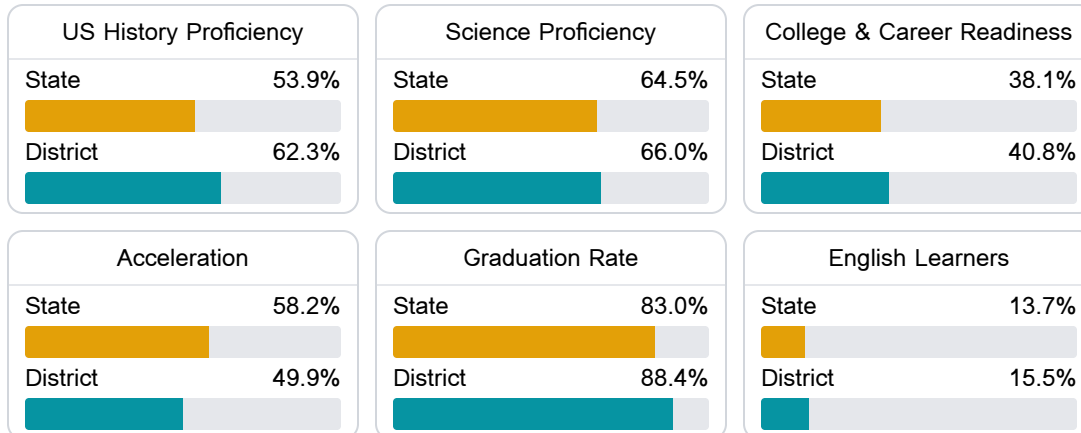 US History Proficiency
State 53.9%
District 62.3%
Science Proficiency
State 64.5%
District 66.0%
College & Career Readiness
State 38.1%
District 40.8%
Acceleration
State 58.2%
District 49.9%
Graduation Rate
State 83.0%
District 88.4%
English Learners
State 13.7%
District 15.5%